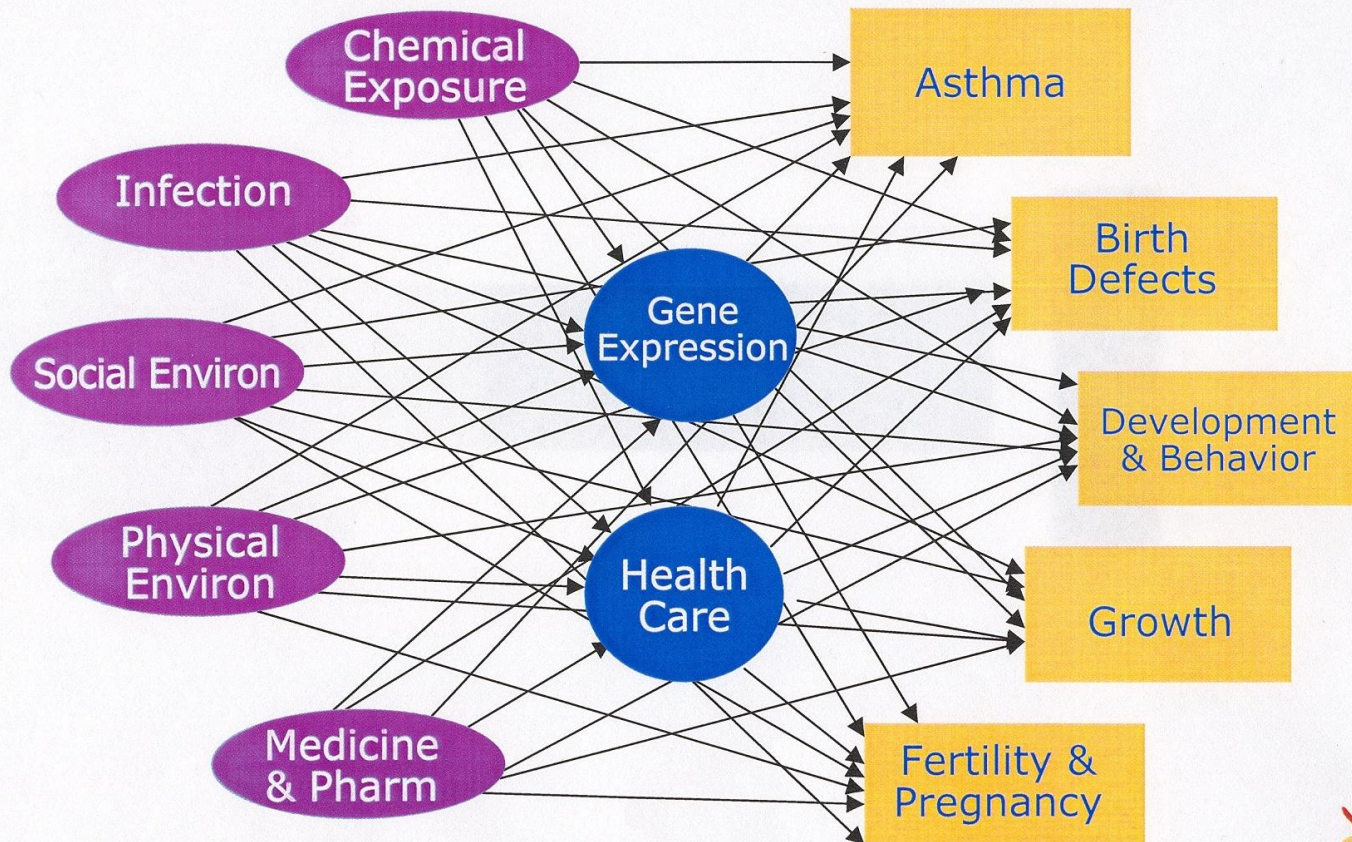 Chemical
Exposure
Asthma
Infection
Birth
Defects
Gene
Expression
Social Environ
Development
& Behavior
Physical
Environ
Health
Care
Growth
Medicine
& Pharm
Fertility &
Pregnancy